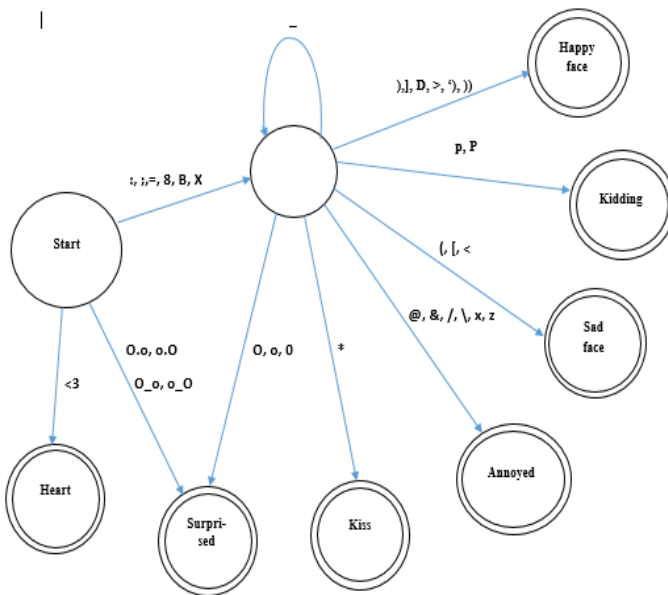 |
_
Happy
face
),], D, >, ‘), ))
p, P
:, ;,=, 8, B, X
Kidding
Start
(, [, <
@, &, /, \, x, z
Sad
face
O.o, o.O
O_o, o_O
O, o, 0
*
<3
Heart
Surpri-
sed
Kiss
Annoyed